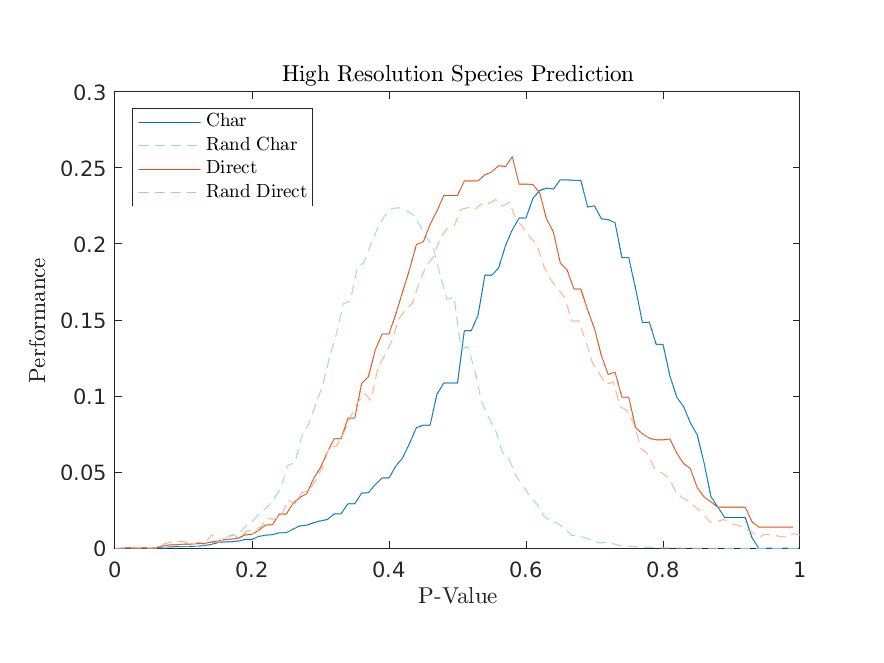 High Resolution Species Prediction
0.3
0.25
0.2
0.15
0.1
0.05
0
Char
Rand Char
Direct
Rand Direct
Performance
0 0.2 0.4 0.6 0.8 1
P-Value